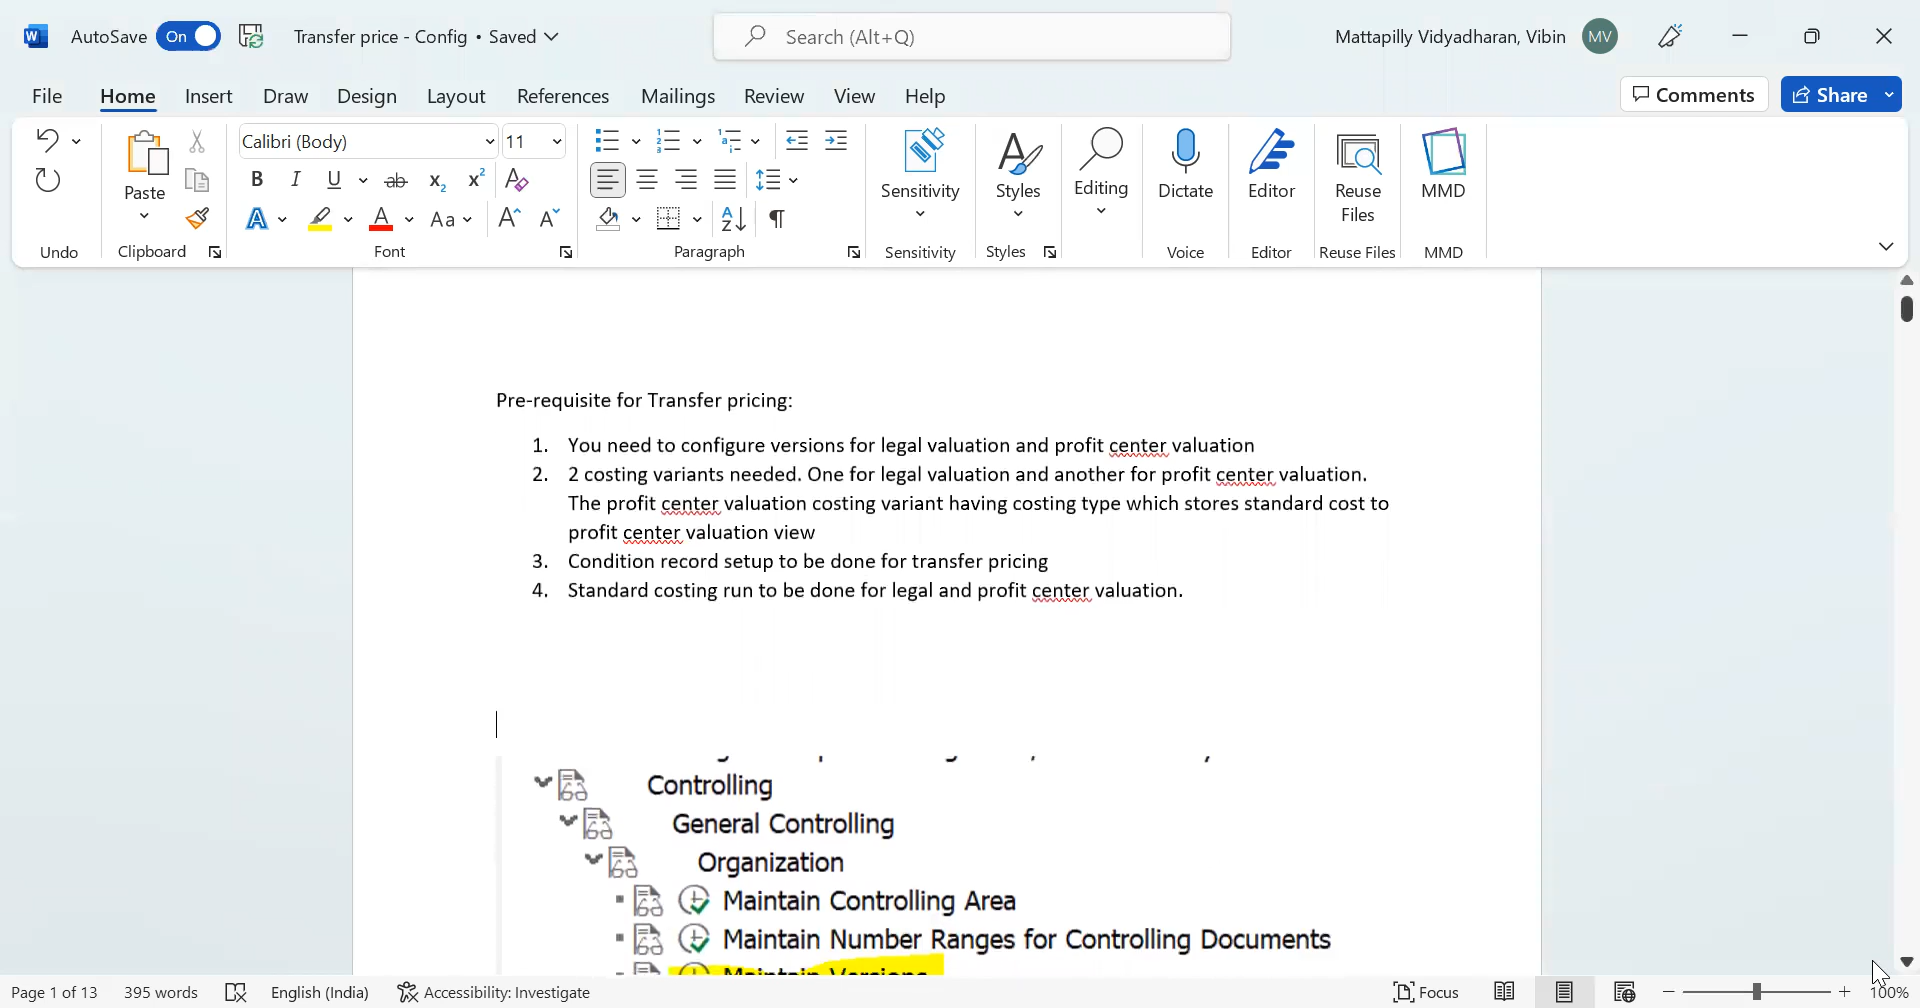 AutoSave On Transfer price - Config • Saved Search (Alt+Q) Mattapilly Vidyadharan, Vibin MV
File Home Insert Draw Design Layout References Mailings Review View Help Comments Share
Calibri (Body) 11
Paste Sensitivity Styles Editing Dictate Editor Reuse Files MMD
Undo Clipboard Font Paragraph Sensitivity Styles Voice Editor Reuse Files MMD
Pre-requisite for Transfer pricing:
1. You need to configure versions for legal valuation and profit center valuation
2. 2 costing variants needed. One for legal valuation and another for profit center valuation.
The profit center valuation costing variant having costing type which stores standard cost to
profit center valuation view
3. Condition record setup to be done for transfer pricing
4. Standard costing run to be done for legal and profit center valuation.
Controlling
General Controlling
Organization
Maintain Controlling Area
Maintain Number Ranges for Controlling Documents
Maintain Versions
Page 1 of 13 395 words English (India) Accessibility: Investigate Focus 100%